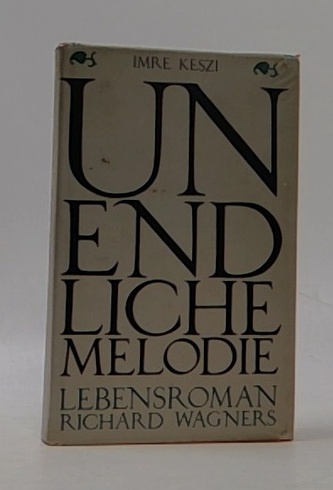 IMRE KESZI
UN
END
LICHE
MELODIE
LEBENSROMAN
RICHARD WAGNERS